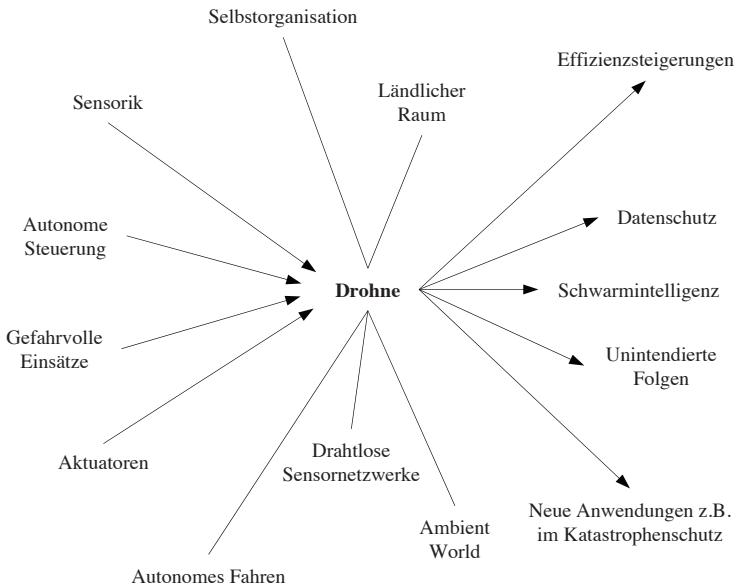 Selbstorganisation
Effizienzsteigerungen
Ländlicher
Raum
Sensorik
Autonome
Steuerung
Datenschutz
Drohne
Schwarmintelligenz
Gefahrvolle
Einsätze
Unintendierte
Folgen
Aktuatoren
Drahtlose
Sensornetzwerke
Neue Anwendungen z.B.
im Katastrophenschutz
Ambient
World
Autonomes Fahren